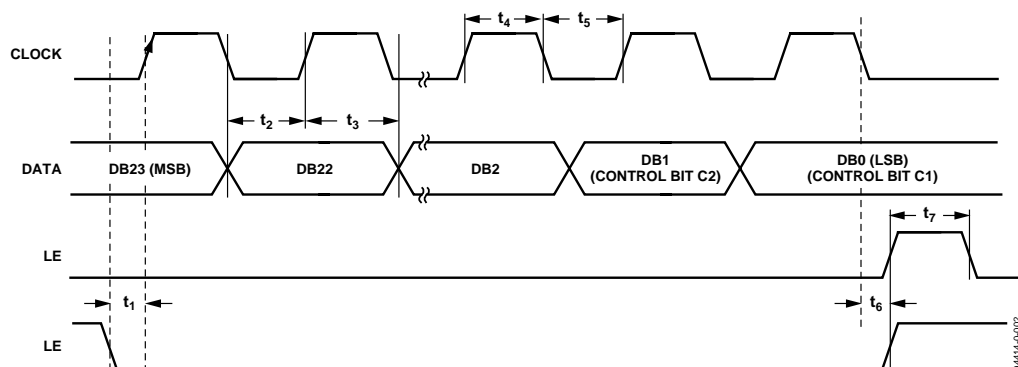 t4
t5
CLOCK
t2
t3
DATA
DB23 (MSB)
DB22
DB2
DB1
(CONTROL BIT C2)
DB0 (LSB)
(CONTROL BIT C1)
t7
LE
t1
t6
LE